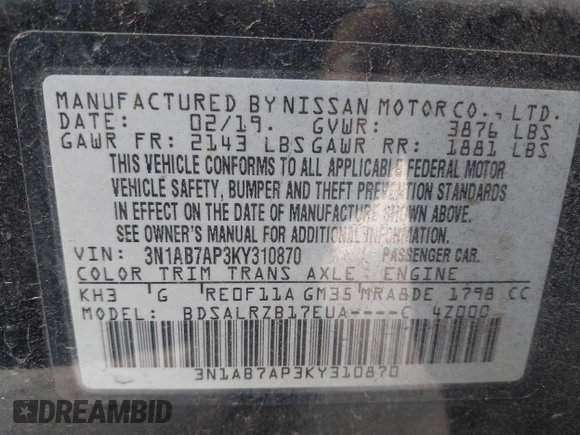 MANUFACTURED BY NISSAN MOTOR CO., LTD.
DATE: 02/19. GVWR: 3876 LBS
GAWR FR: 2143 LBS GAWR RR: 1881 LBS
THIS VEHICLE CONFORMS TO ALL APPLICABLE FEDERAL MOTOR
VEHICLE SAFETY, BUMPER AND THEFT PREVENTION STANDARDS
IN EFFECT ON THE DATE OF MANUFACTURE SHOWN ABOVE.
SEE OWNER'S MANUAL FOR ADDITIONAL INFORMATION.
VIN: 3N1AB7AP3KY310870 PASSENGER CAR.
COLOR TRIM TRANS AXLE: ENGINE
KH3 G RE0F11A GM35 MRA8DE 1798 CC
MODEL: BDSALRZB17EUA----C 4Z000
3N1AB7AP3KY310870
DREAMBID